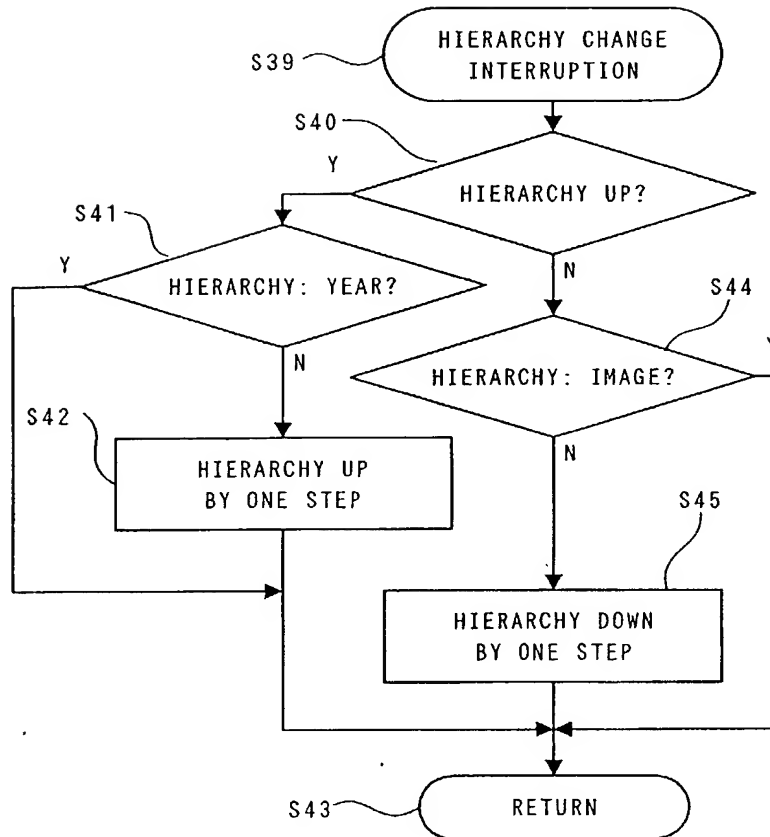 HIERARCHY CHANGE
INTERRUPTION
S39
S40
Y
HIERARCHY UP?
S41
Y
HIERARCHY: YEAR?
N
S44
N
HIERARCHY: IMAGE?
S42
N
HIERARCHY UP
BY ONE STEP
S45
HIERARCHY DOWN
BY ONE STEP
S43
RETURN